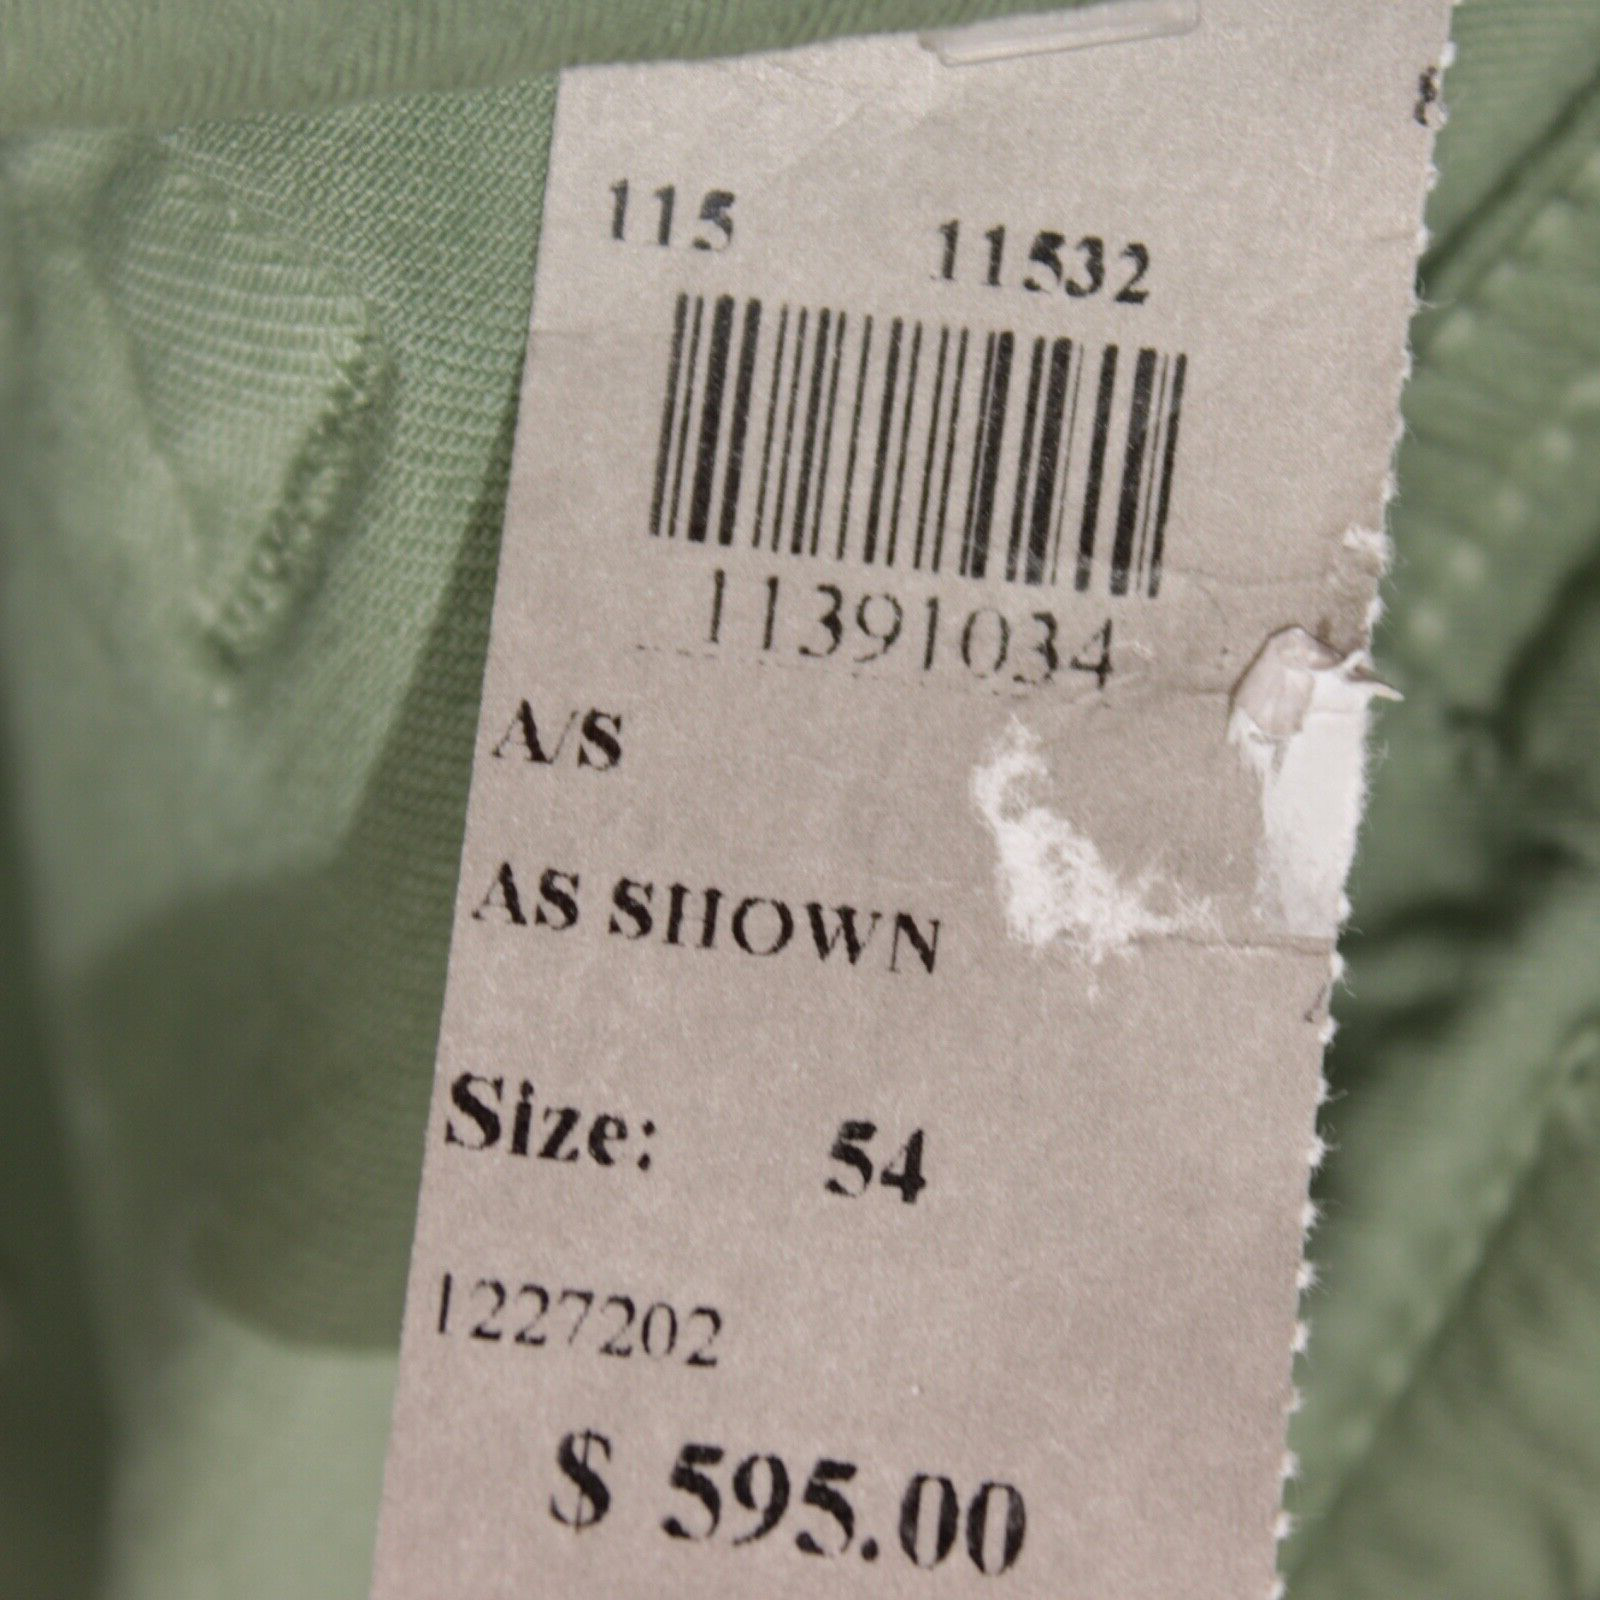 115 11532
11391034
A/S
AS SHOWN
Size: 54
1227202
$ 595.00